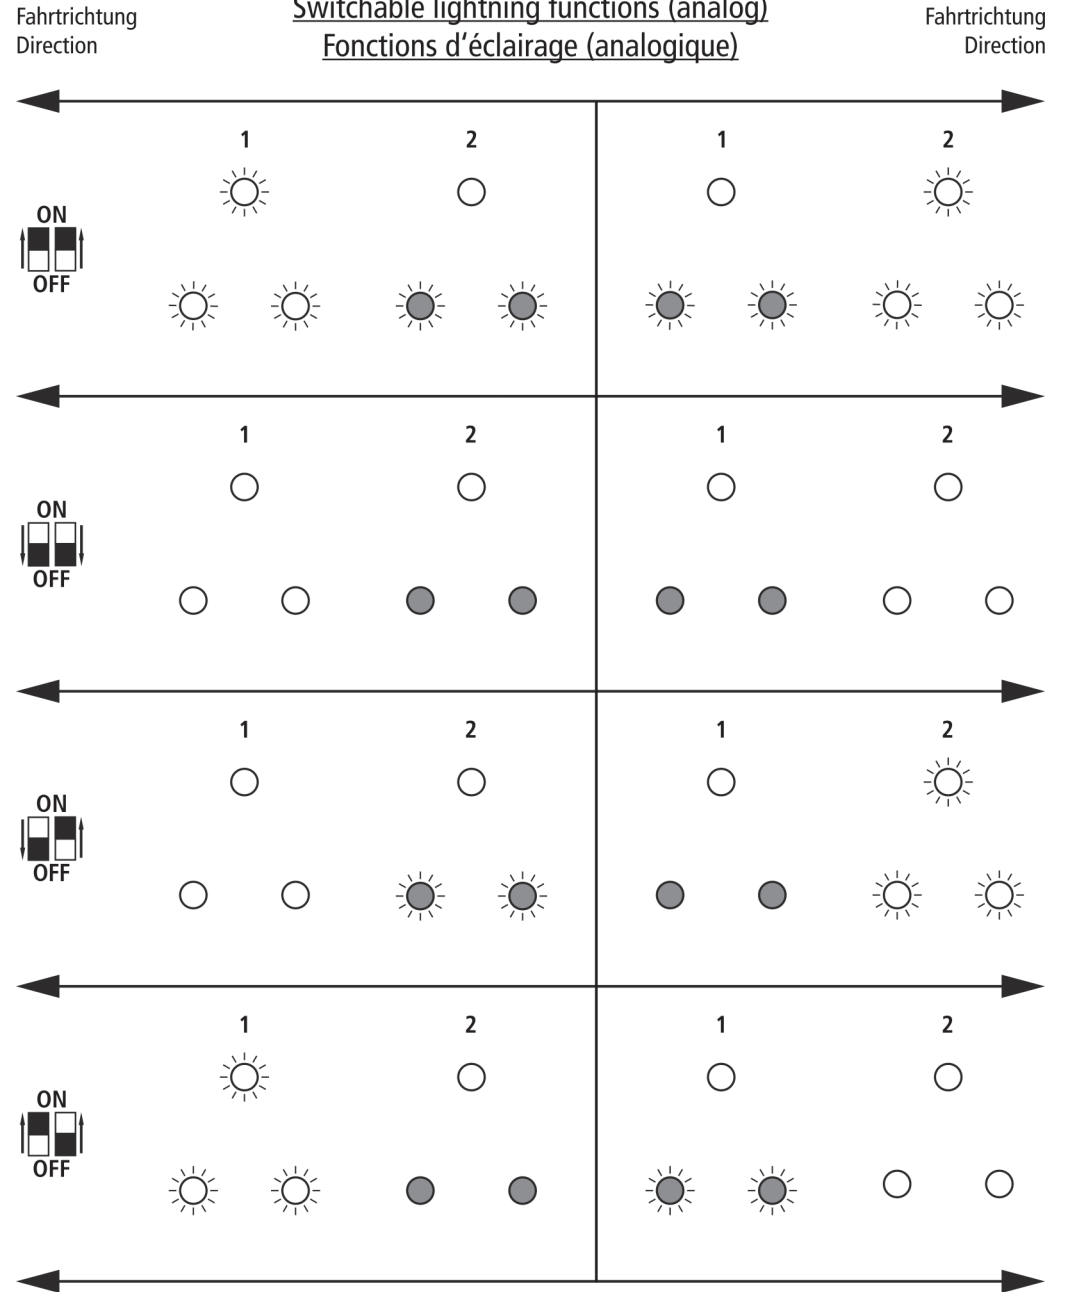 Fahrtrichtung
Direction
Switchable lightning functions (analog)
Fonctions d'éclairage (analogique)
Fahrtrichtung
Direction
1 2 1 2
ON
OFF
1 2 1 2
ON
OFF
1 2 1 2
ON
OFF
1 2 1 2
ON
OFF